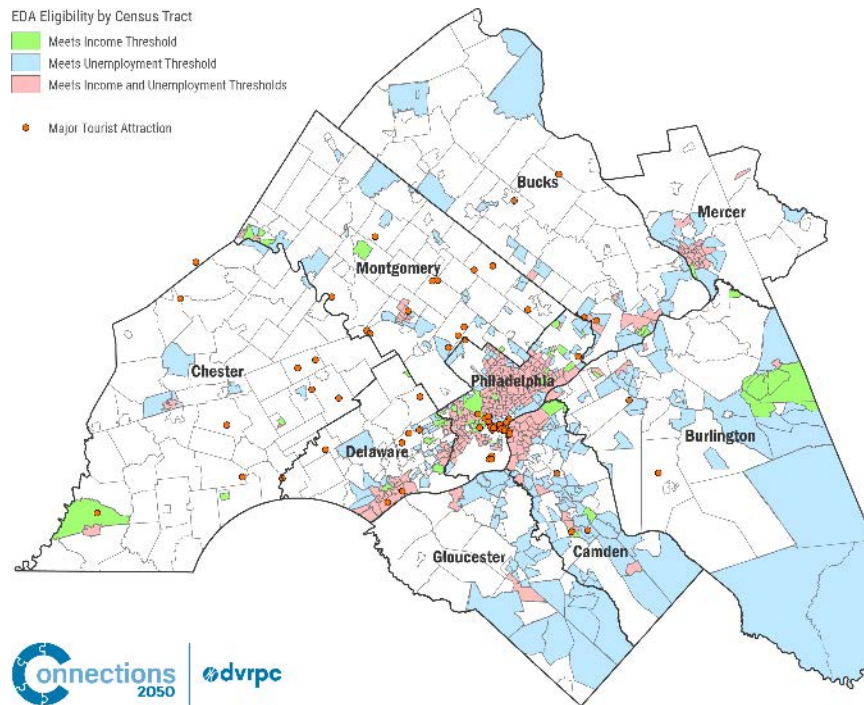 EDA Eligibility by Census Tract
Meets Income Threshold
Meets Unemployment Threshold
Meets Income and Unemployment Thresholds
Major Tourist Attraction
Bucks
Mercer
Montgomery
Chester
Philadelphia
Burlington
Delaware
Gloucester
Camden
Connections
2050
dvrpc